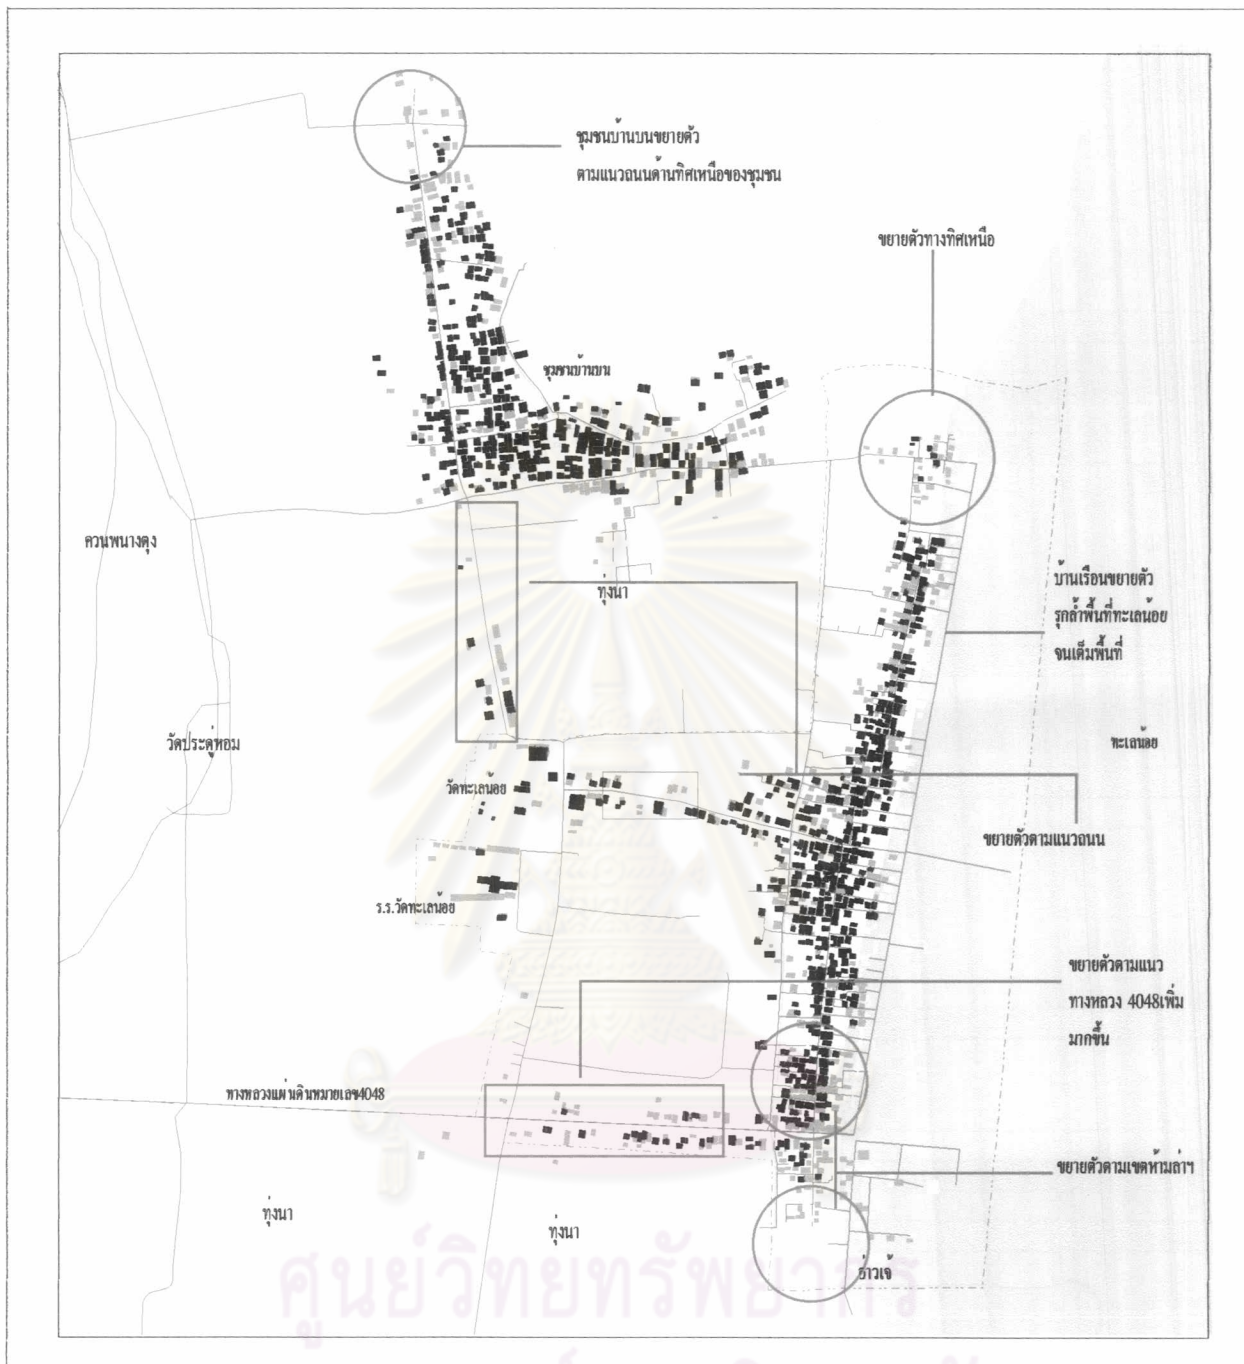 ชุมชนบ้านบนขยายตัว
ตามแนวถนนด้านทิศเหนือของชุมชน
ขยายตัวทางทิศเหนือ
ชุมชนบ้านบน
ควนพนางตุง
ทุ่งนา
บ้านเรือนขยายตัว
รุกล้ำพื้นที่ทะเลน้อย
จนเต็มพื้นที่
วัดประดู่หอม
ทะเลน้อย
วัดทะเลน้อย
ขยายตัวตามแนวถนน
ร.ร.วัดทะเลน้อย
ขยายตัวตามแนว
ทางหลวง 4048เพิ่ม
มากขึ้น
ทางหลวงแผ่นดินหมายเลข4048
ขยายตัวตามเขตห้ามล่าฯ
ทุ่งนา
ทุ่งนา
อ่าวเจ้
ศูนย์วิทยทรัพยากร